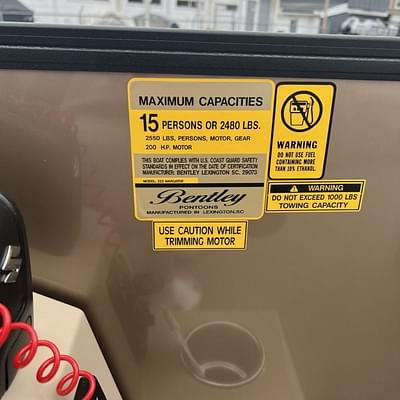 MAXIMUM CAPACITIES
15 PERSONS OR 2480 LBS.
2550 LBS, PERSONS, MOTOR, GEAR
200 H.P. MOTOR
THIS BOAT COMPLIES WITH U.S. COAST GUARD SAFETY
STANDARDS IN EFFECT ON THE DATE OF CERTIFICATION
MANUFACTURER: BENTLEY LEXINGTON SC. 29073
MODEL: 223 NAVIGATOR
Bentley
PONTOONS
MANUFACTURED IN LEXINGTON,SC
WARNING
DO NOT USE FUEL
CONTAINING MORE
THAN 10% ETHANOL.
WARNING
DO NOT EXCEED 1000 LBS
TOWING CAPACITY
USE CAUTION WHILE
TRIMMING MOTOR